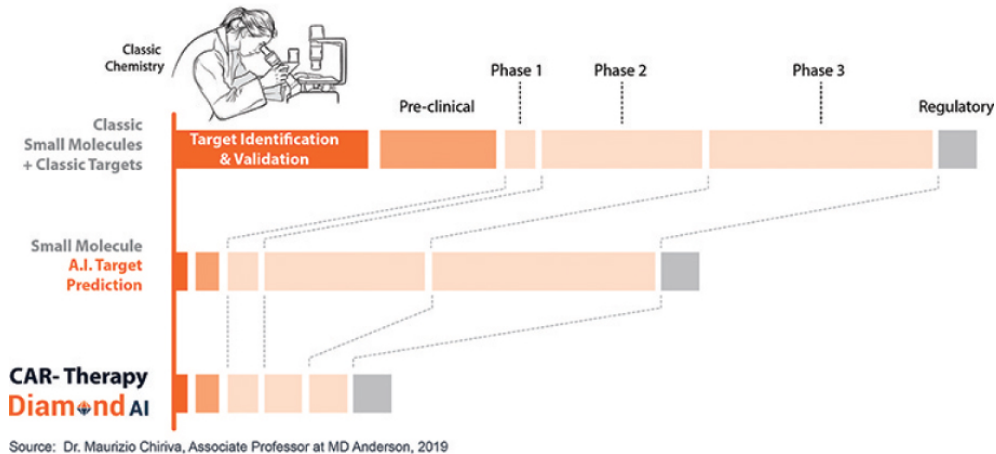 Classic
Chemistry
Phase 1
Phase 2
Phase 3
Pre-clinical
Regulatory
Classic
Small Molecules
+ Classic Targets
Target Identification
& Validation
Small Molecule
A.I. Target
Prediction
CAR- Therapy
Diamond AI
Source: Dr. Maurizio Chiriva, Associate Professor at MD Anderson, 2019